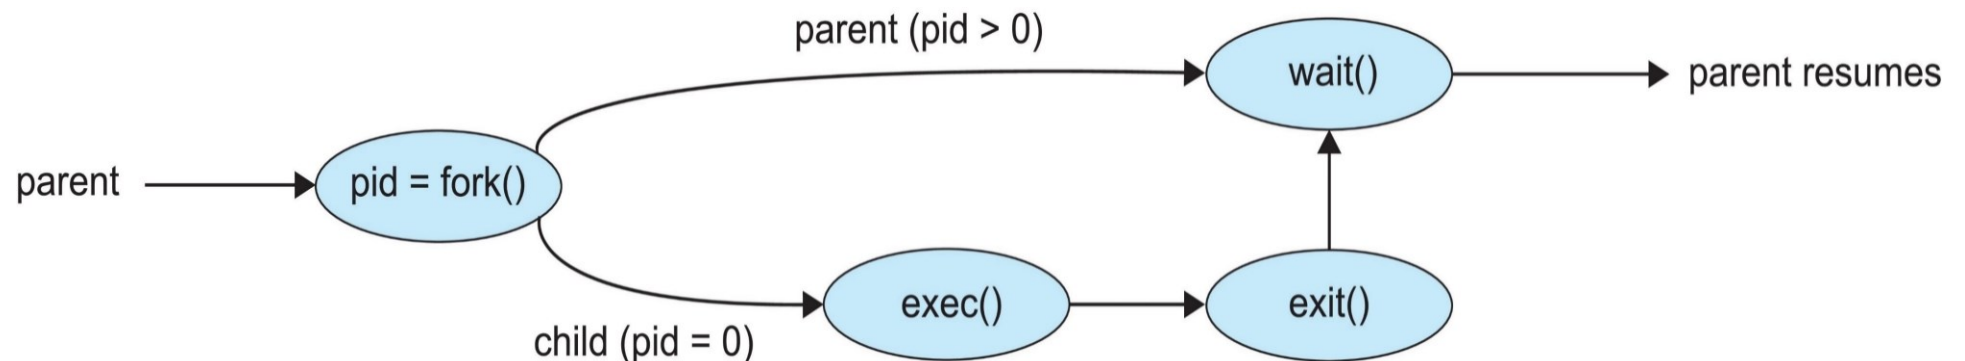 parent (pid > 0)
wait()
parent resumes
parent
pid = fork()
exec()
exit()
child (pid = 0)